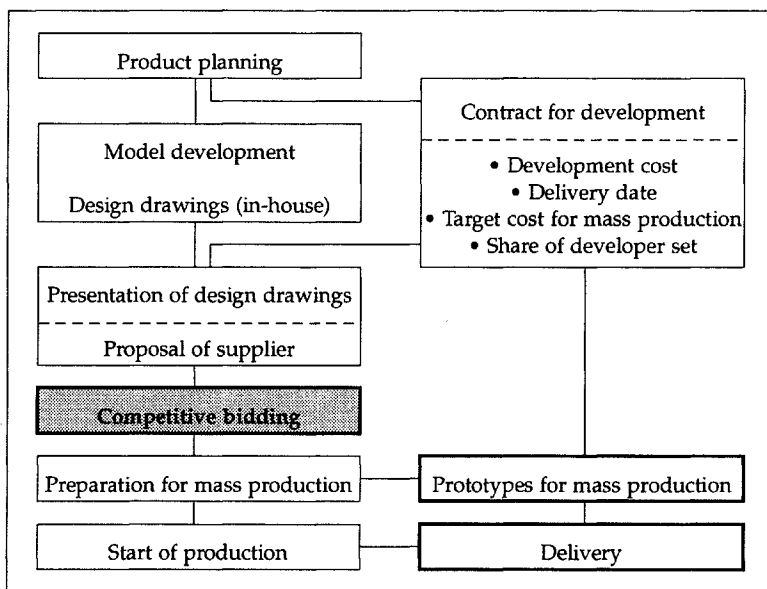 Product planning
Contract for development
• Development cost
• Delivery date
• Target cost for mass production
• Share of developer set
Model development
Design drawings (in-house)
Presentation of design drawings
Proposal of supplier
Competitive bidding
Preparation for mass production
Prototypes for mass production
Start of production
Delivery